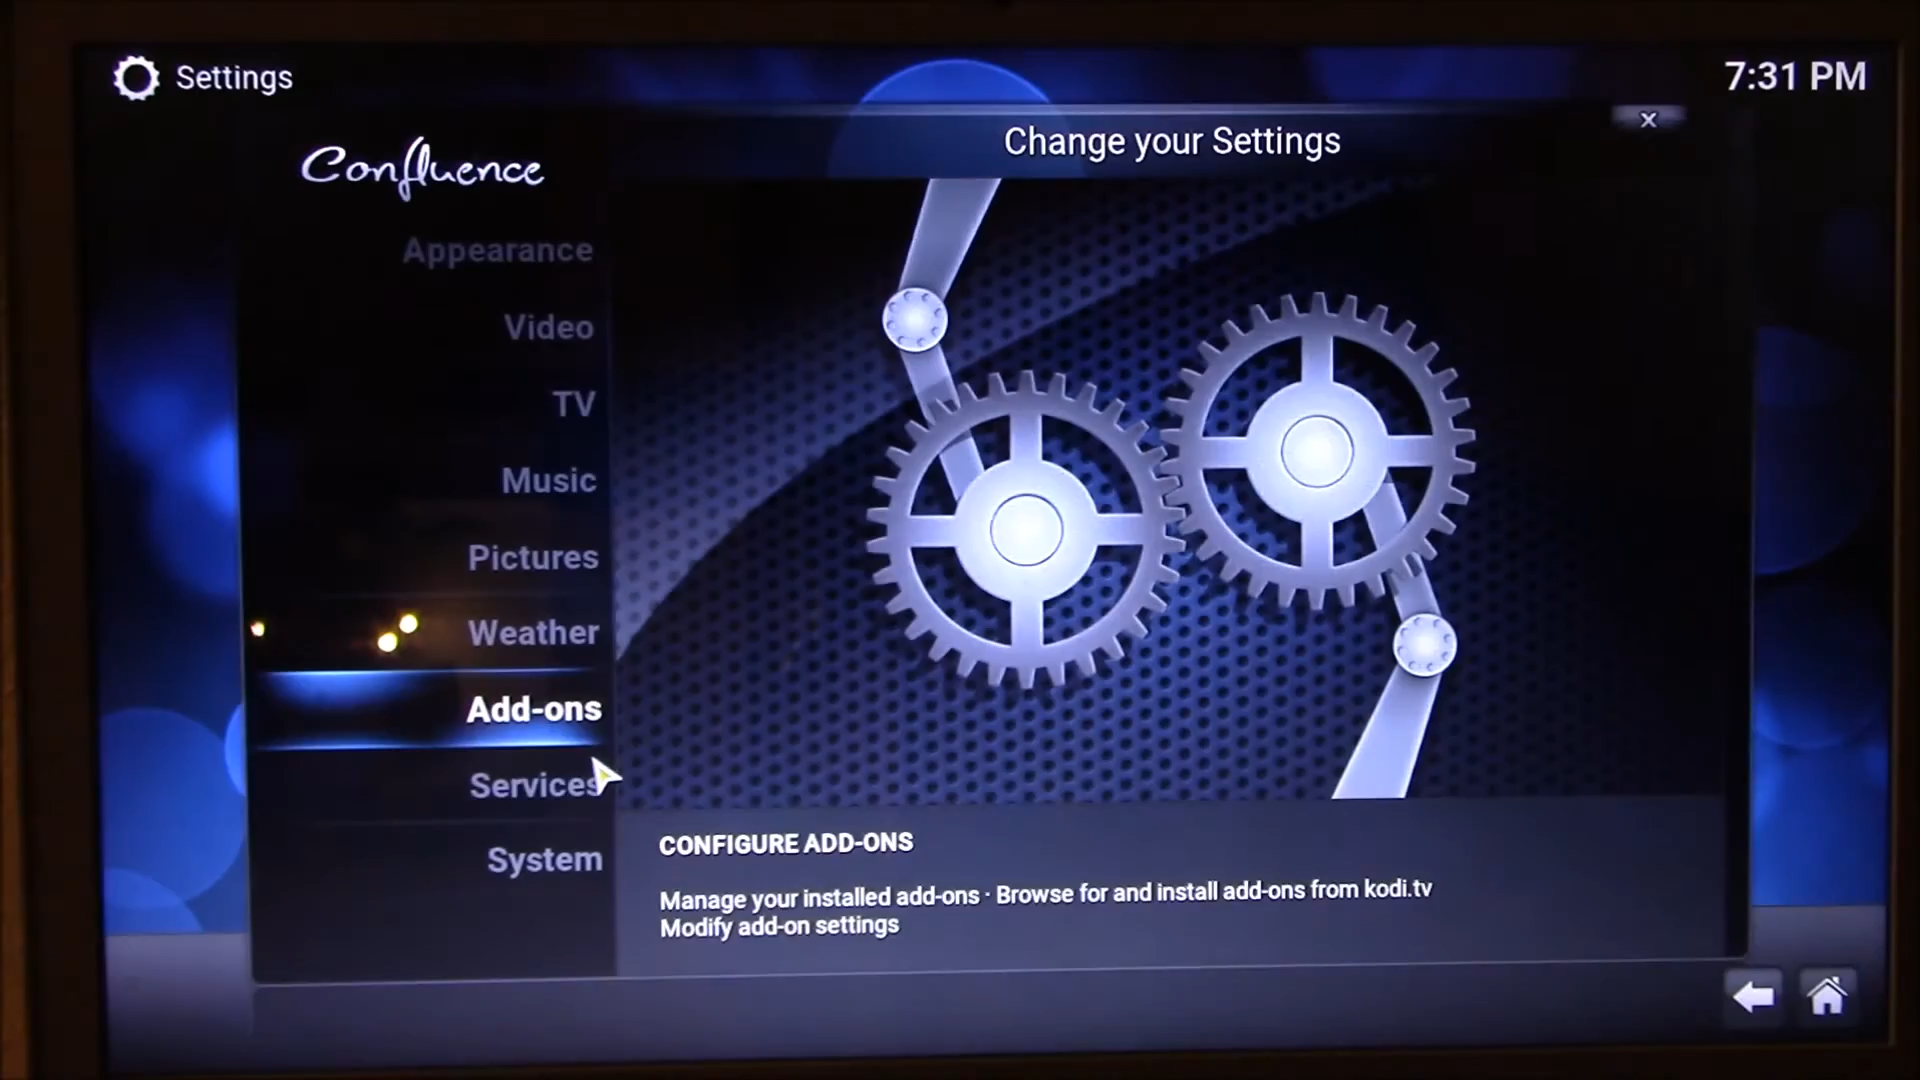 Settings
7:31 PM
Confluence
Change your Settings
x
Appearance
Video
TV
Music
Pictures
Weather
Add-ons
Services
System
CONFIGURE ADD-ONS
Manage your installed add-ons · Browse for and install add-ons from kodi.tv
Modify add-on settings